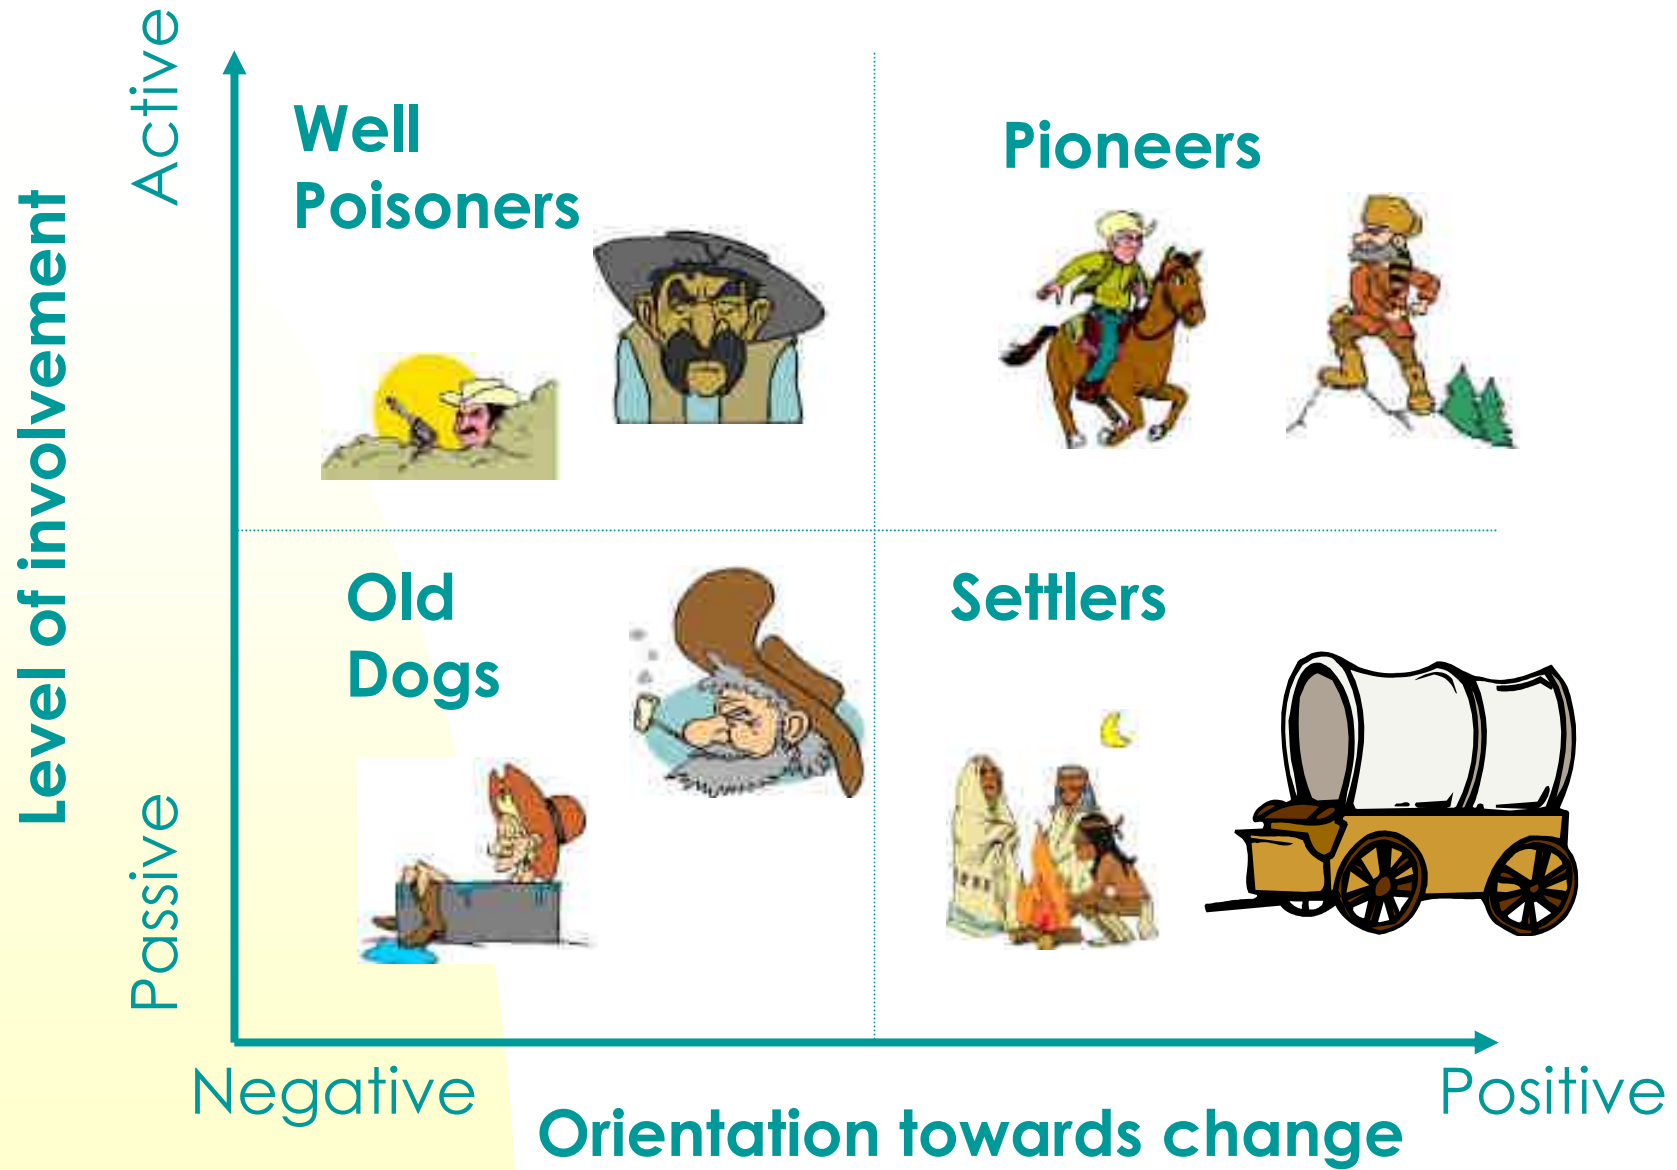 Level of involvement
Active
Passive
Well
Poisoners
Pioneers
Old
Dogs
Settlers
Negative
Positive
Orientation towards change